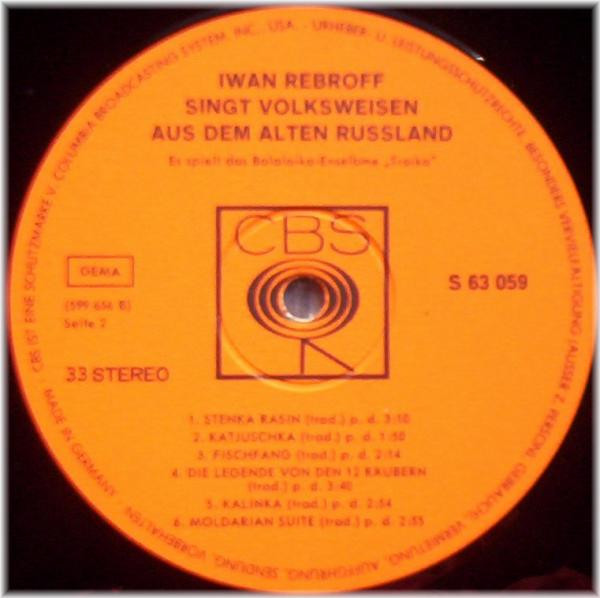 CBS IST EINE SCHUTZMARKE V. COLUMBIA BROADCASTING SYSTEM, INC., USA. - URHEBER- U. LEISTUNGSSCHUTZRECHTE, BESONDERS VERVIELFÄLTIGUNG (AUSSER Z. PERSÖNL. GEBRAUCH), VERMIETUNG, AUFFÜHRUNG, SENDUNG, VORBEHALTEN. · MADE IN GERMANY ·
IWAN REBROFF
SINGT VOLKSWEISEN
AUS DEM ALTEN RUSSLAND
Es spielt das Balalaika-Enselbme „Troika"
CBS
GEMA
(599 656 B)
Seite 2
S 63 059
33 STEREO
1. STENKA RASIN (trad.) p. d. 3:10
2. KATJUSCHKA (trad.) p. d. 1:50
3. FISCHFANG (trad.) p. d. 2:14
4. DIE LEGENDE VON DEN 12 RÄUBERN
(trad.) p. d. 3:40
5. KALINKA (trad.) p. d. 2:54
6. MOLDARIAN SUITE (trad.) p. d. 2:55